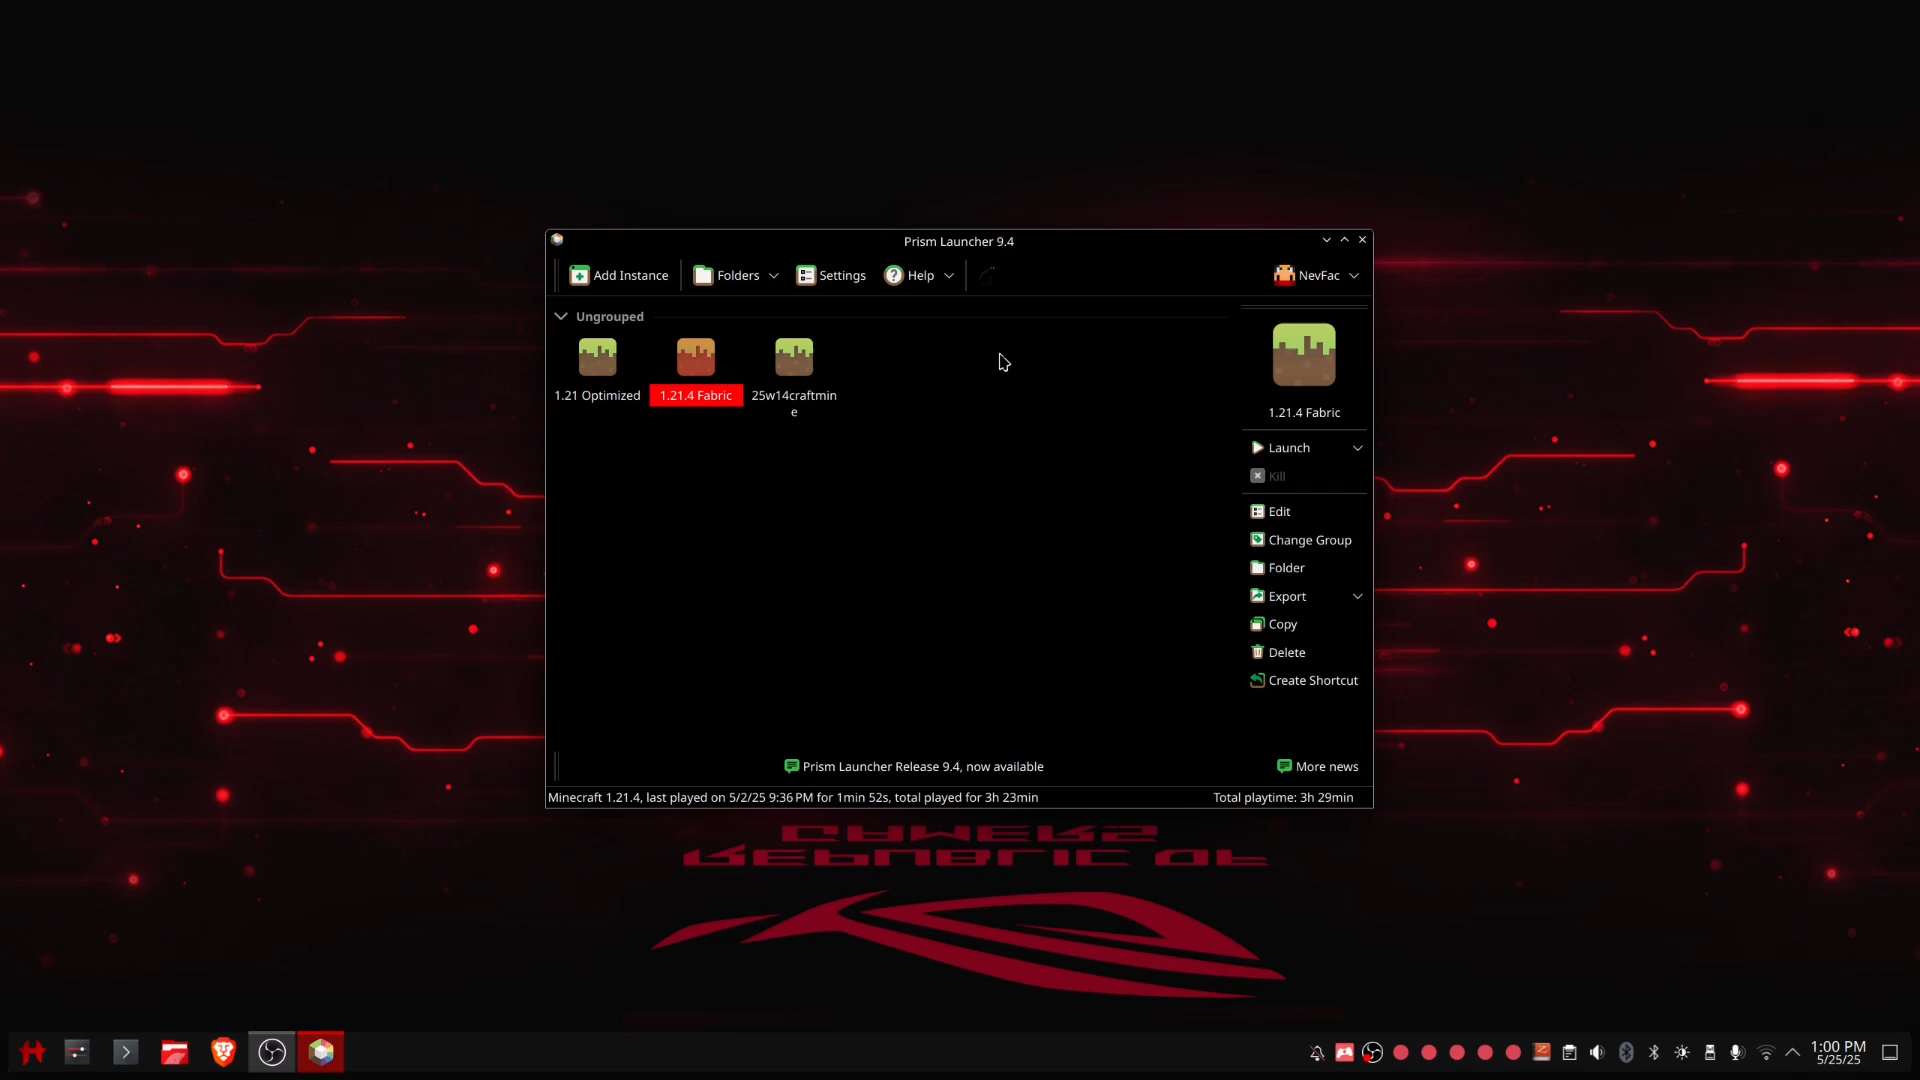 Prism Launcher 9.4
Add Instance
Folders
Settings
Help
NevFac
Ungrouped
1.21 Optimized
1.21.4 Fabric
25w14craftmin
e
1.21.4 Fabric
Launch
Kill
Edit
Change Group
Folder
Export
Copy
Delete
Create Shortcut
Prism Launcher Release 9.4, now available
More news
Minecraft 1.21.4, last played on 5/2/25 9:36 PM for 1min 52s, total played for 3h 23min
Total playtime: 3h 29min
GAMERS
REPUBLIC OF
1:00 PM
5/25/25